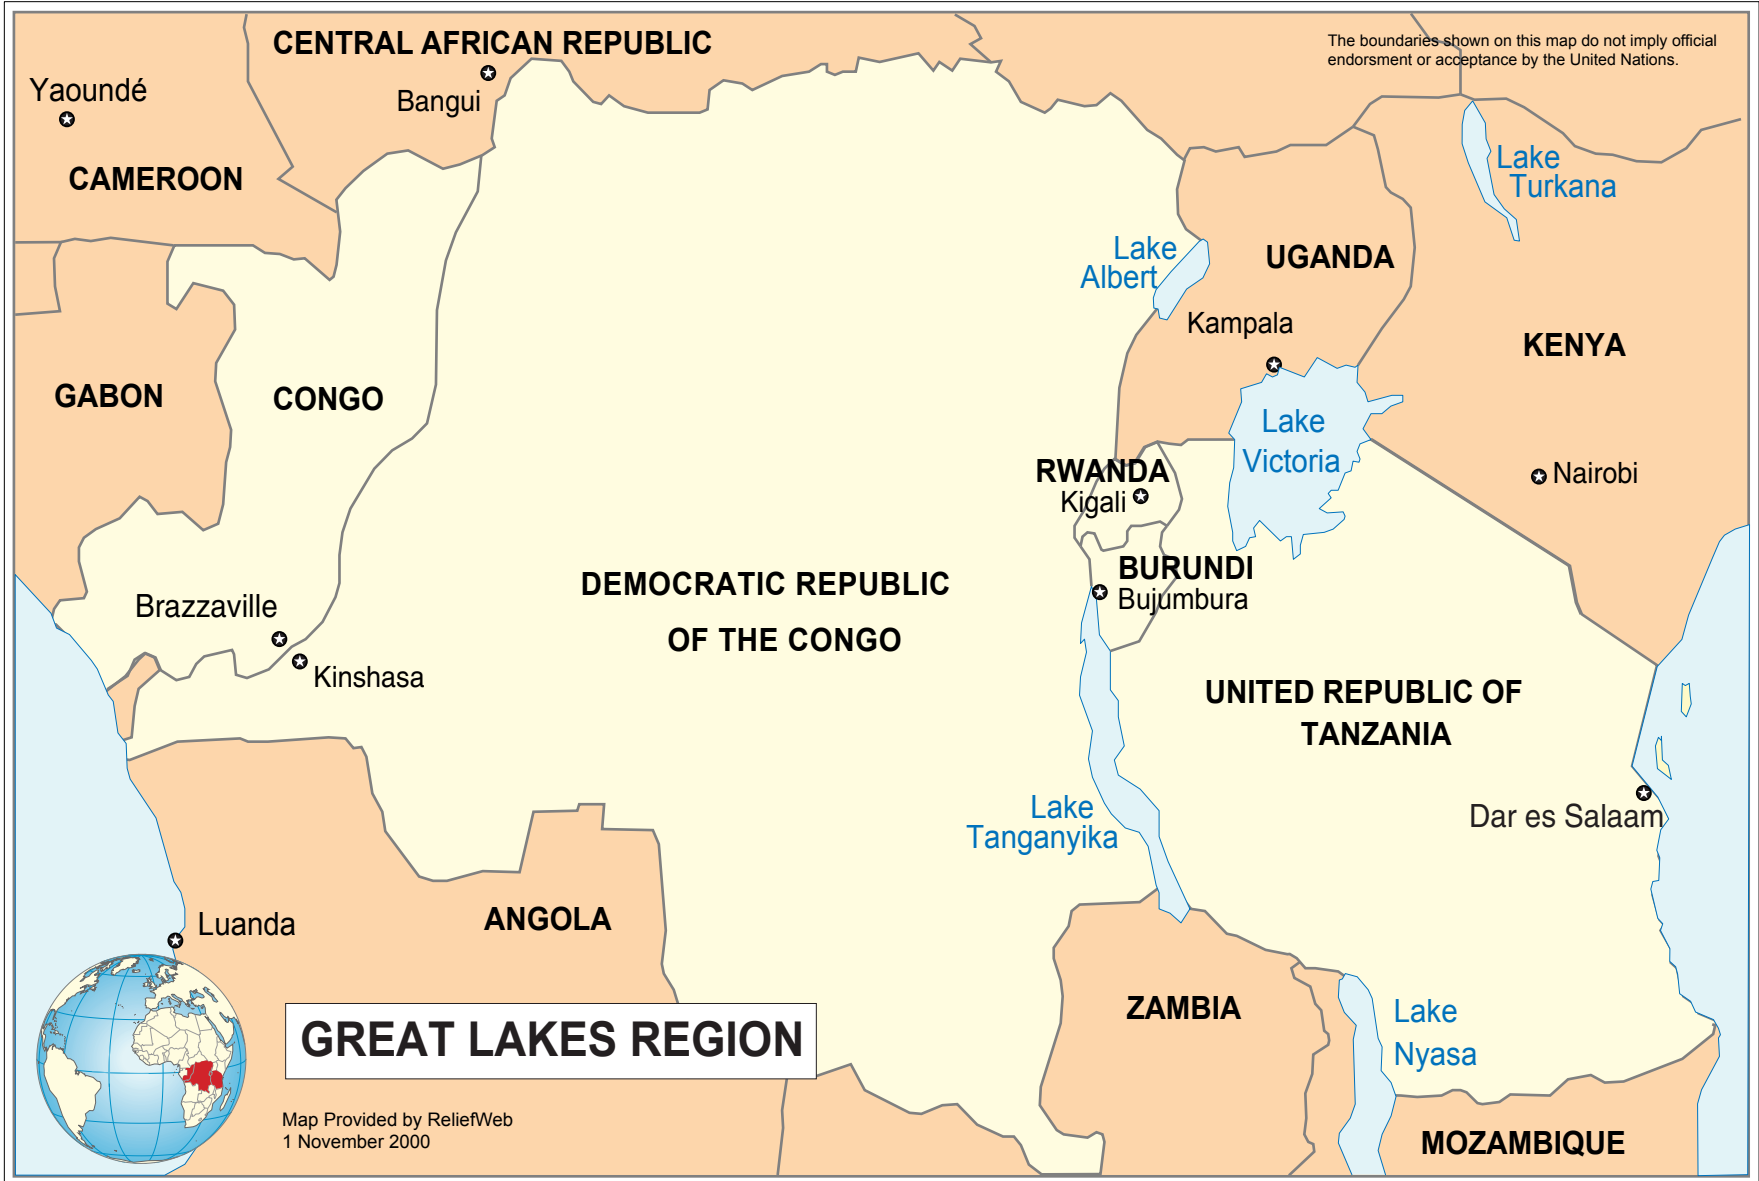 CENTRAL AFRICAN REPUBLIC
The boundaries shown on this map do not imply official
endorsment or acceptance by the United Nations.
Yaoundé
Bangui
CAMEROON
Lake
Turkana
Lake
Albert
UGANDA
Kampala
KENYA
GABON
CONGO
Lake
Victoria
RWANDA
Kigali
Nairobi
BURUNDI
Bujumbura
DEMOCRATIC REPUBLIC
OF THE CONGO
Brazzaville
Kinshasa
UNITED REPUBLIC OF
TANZANIA
Lake
Tanganyika
Dar es Salaam
Luanda
ANGOLA
ZAMBIA
Lake
Nyasa
GREAT LAKES REGION
Map Provided by ReliefWeb
1 November 2000
MOZAMBIQUE